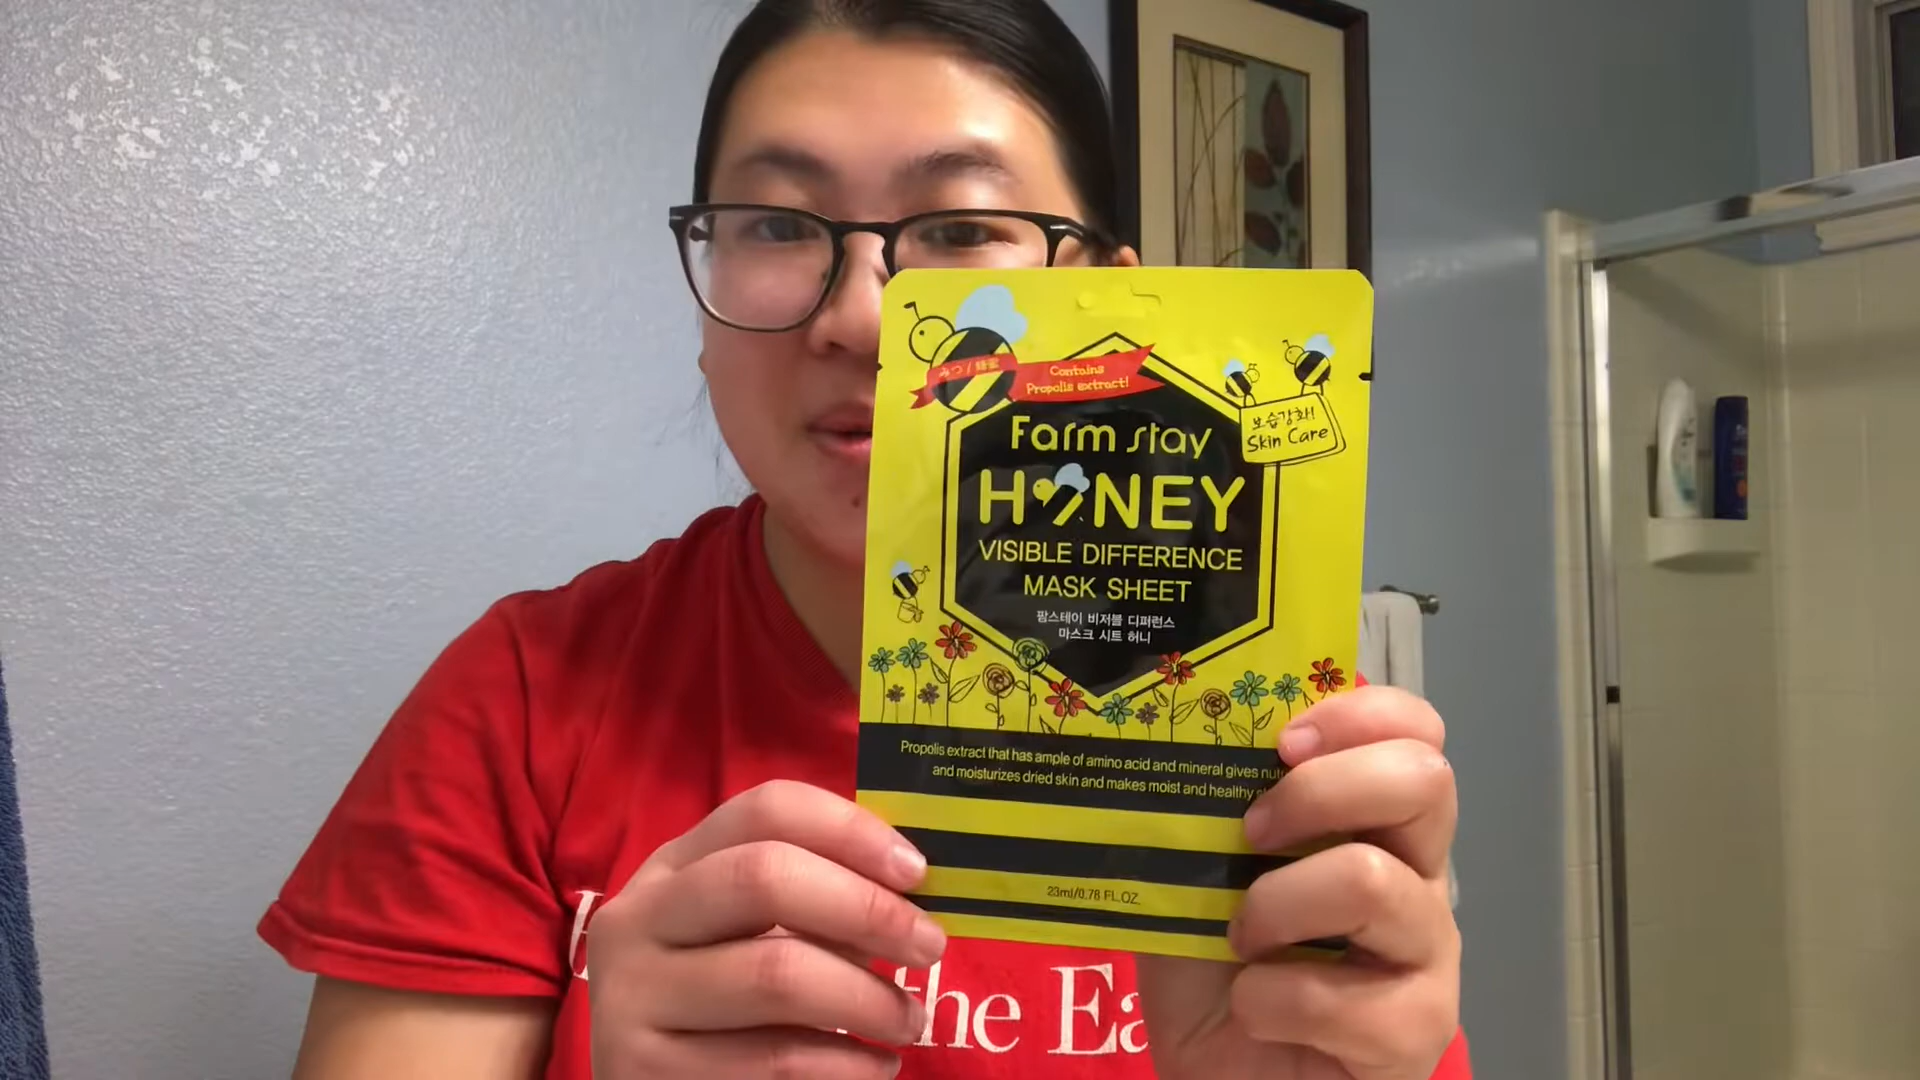 みつ / 蜂蜜
Contains
Propolis extract!
보습강화!
Skin Care
Farm stay
HONEY
VISIBLE DIFFERENCE
MASK SHEET
팜스테이 비저블 디퍼런스
마스크 시트 허니
Propolis extract that has ample of amino acid and mineral gives
and moisturizes dried skin and makes moist and healthy
23ml/0.78 FL.OZ.
the